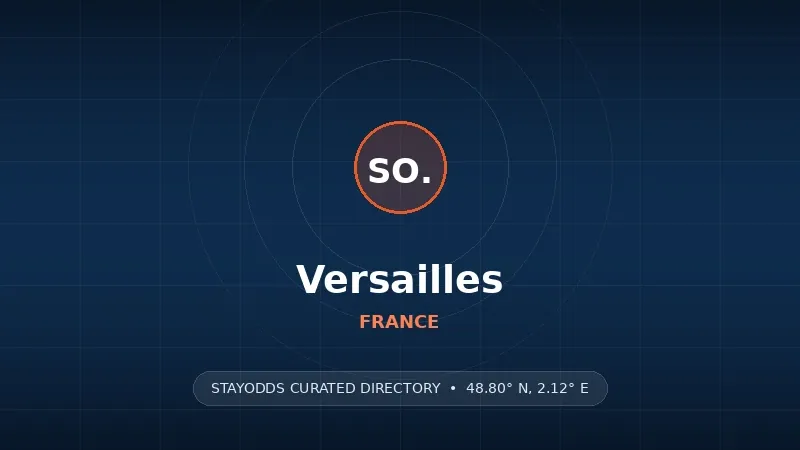 SO.
Versailles
FRANCE
STAYODDS CURATED DIRECTORY • 48.80° N, 2.12° E